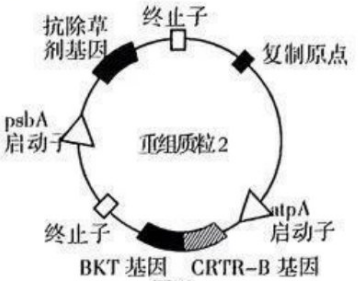 终止子
抗除草
剂基因
复制原点
psbA
启动子
重组质粒2
atpA
启动子
终止子
BKT 基因 CRTR-B 基因